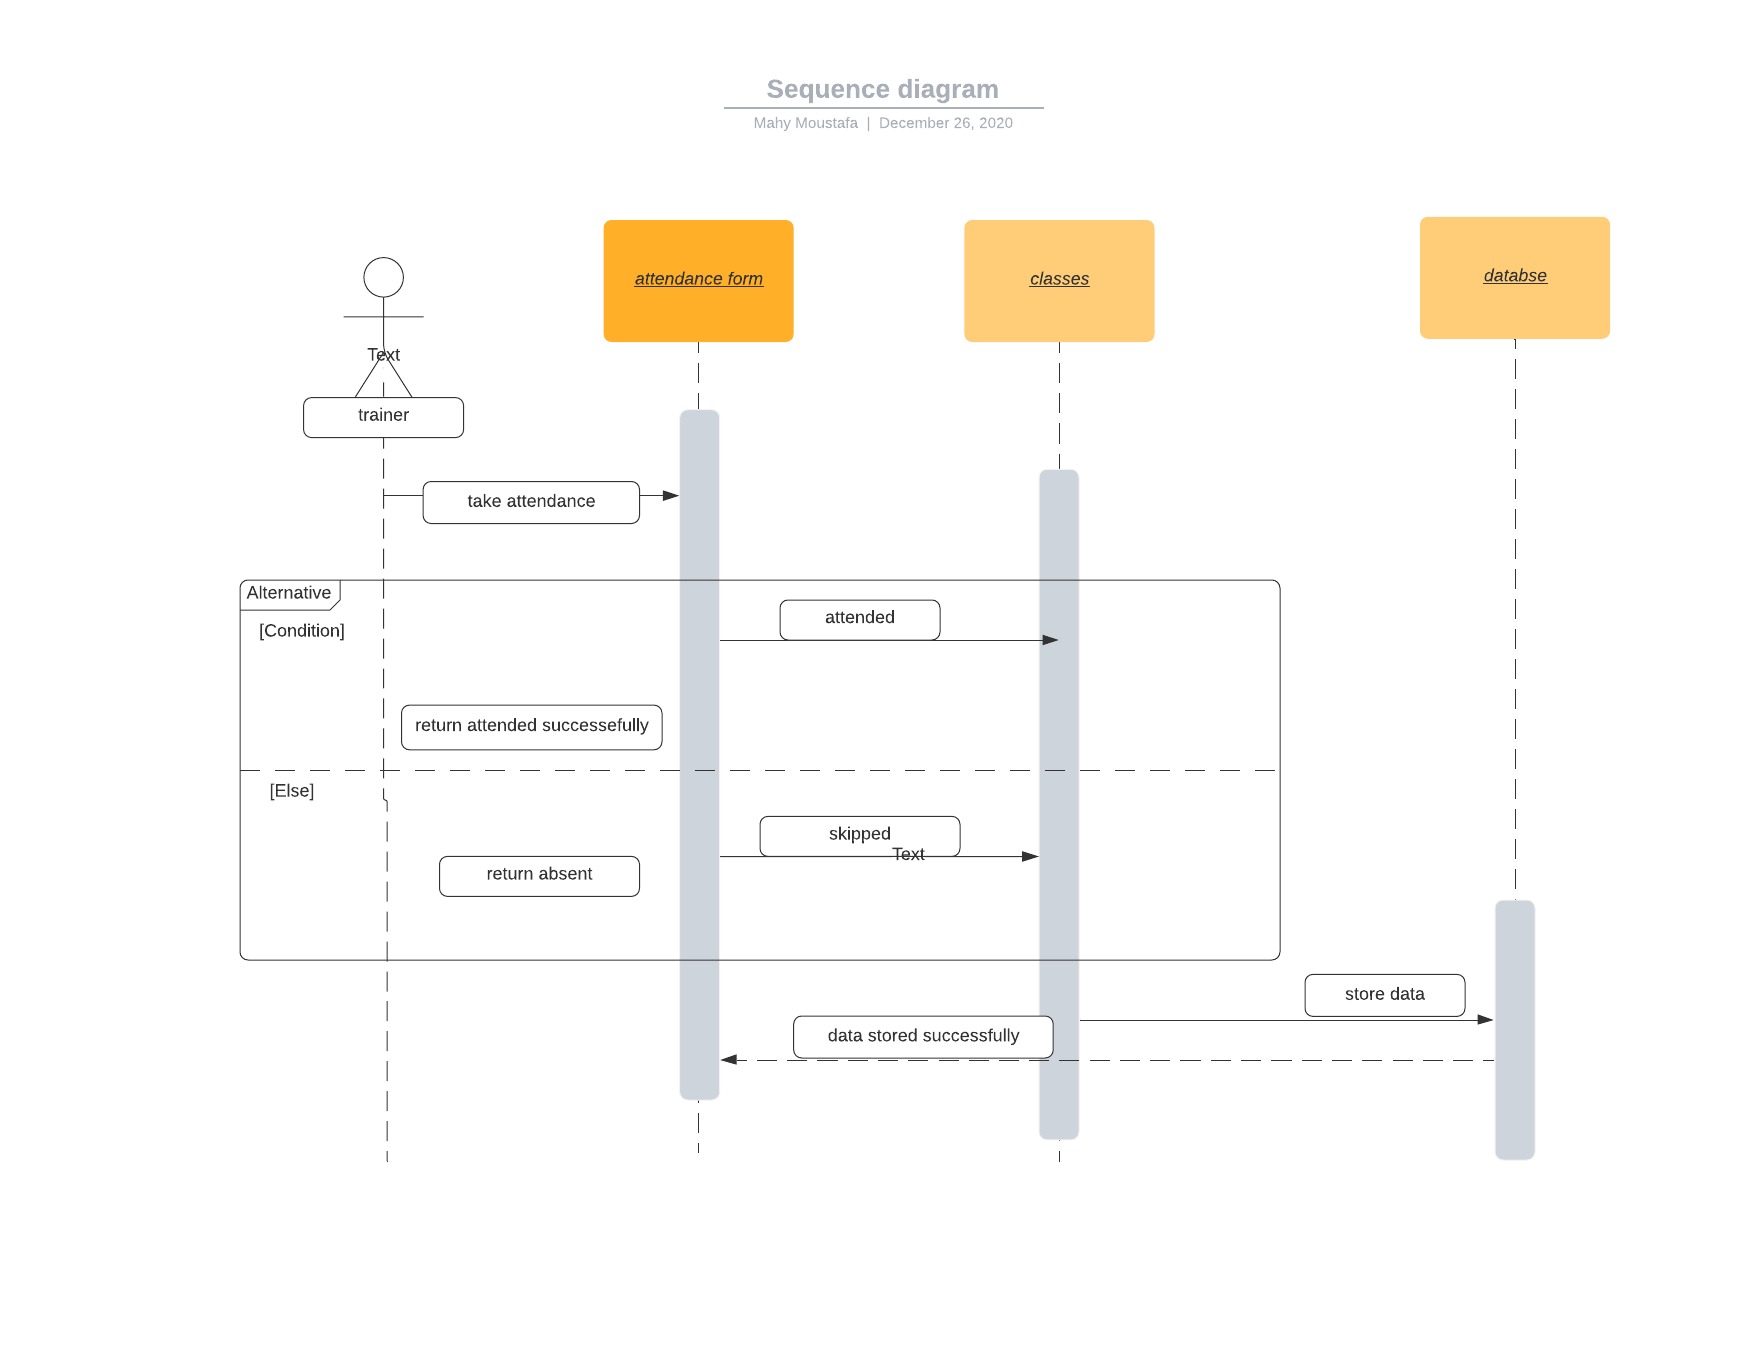 Sequence diagram
Mahy Moustafa | December 26, 2020
attendance form
classes
databse
Text
trainer
take attendance
Alternative
[Condition]
attended
return attended successefully
[Else]
skipped
Text
return absent
store data
data stored successfully